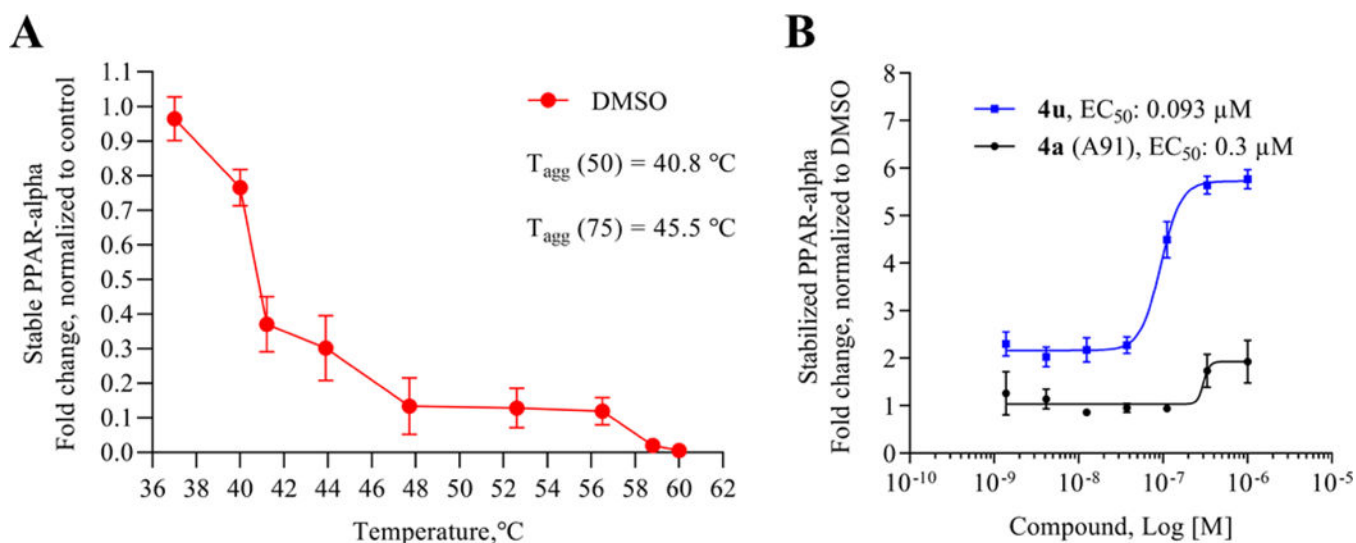 A
Stable PPAR-alpha
Fold change, normalized to control
1.1
1.0
0.9
0.8
0.7
0.6
0.5
0.4
0.3
0.2
0.1
0.0
DMSO
Tagg (50) = 40.8 °C
Tagg (75) = 45.5 °C
36 38 40 42 44 46 48 50 52 54 56 58 60 62
Temperature,°C
B
Stabilized PPAR-alpha
Fold change, normalized to DMSO
8
7
6
5
4
3
2
1
0
4u, EC50: 0.093 µM
4a (A91), EC50: 0.3 µM
10-10 10-9 10-8 10-7 10-6 10-5
Compound, Log [M]